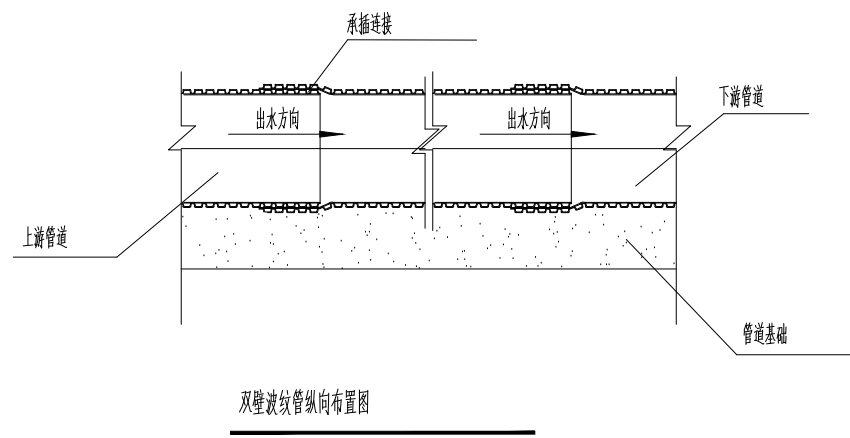 承插连接
下游管道
出水方向
出水方向
上游管道
管道基础
双壁波纹管纵向布置图